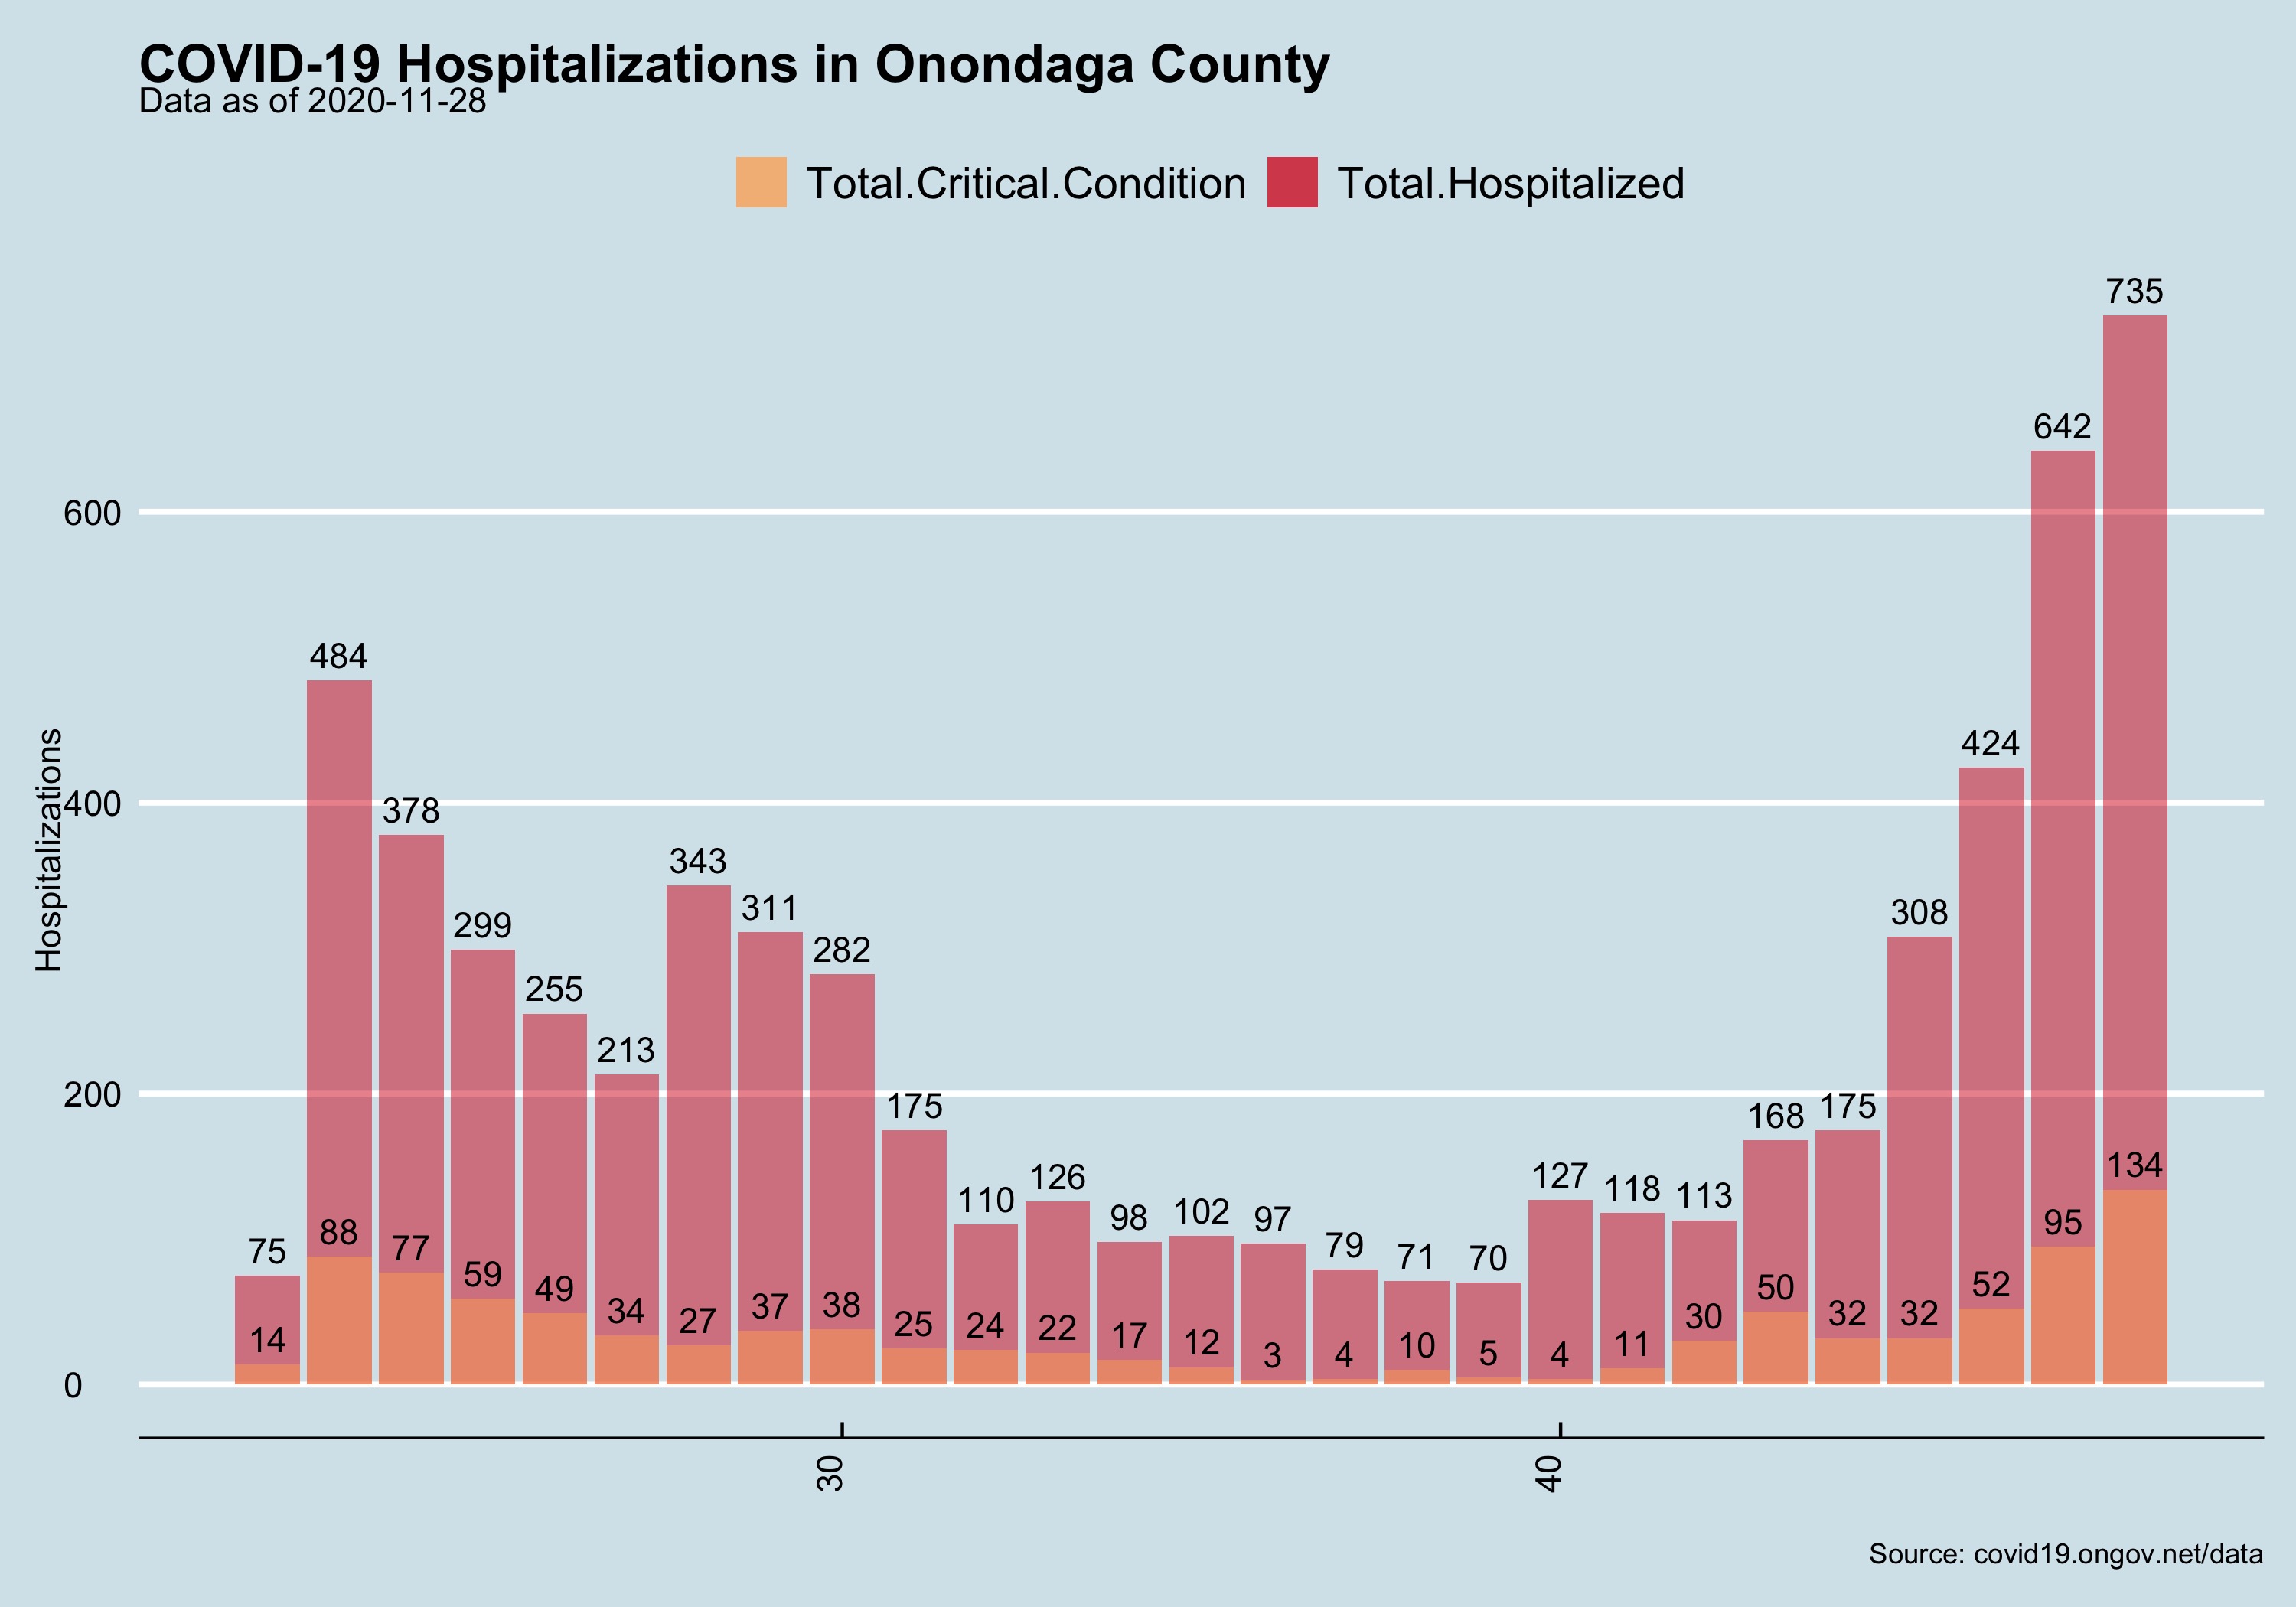 COVID-19 Hospitalizations in Onondaga County
Data as of 2020-11-28
Total.Critical.Condition Total.Hospitalized
Hospitalizations
600
400
200
0
75 484 378 299 255 213 343 311 282 175 110 126 98 102 97 79 71 70 127 118 113 168 175 308 424 642 735
14 88 77 59 49 34 27 37 38 25 24 22 17 12 3 4 10 5 4 11 30 50 32 32 52 95 134
30 40
Source: covid19.ongov.net/data